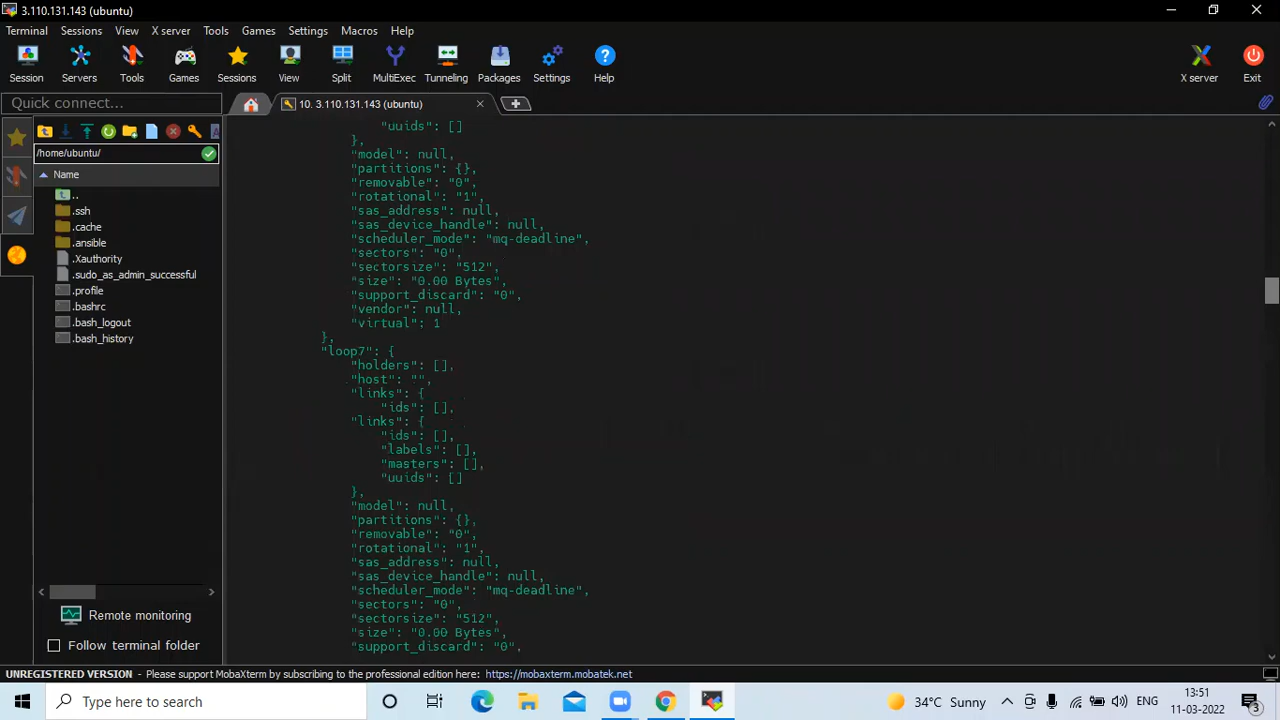 3.110.131.143 (ubuntu)
Terminal Sessions View X server Tools Games Settings Macros Help
Session Servers Tools Games Sessions View Split MultiExec Tunneling Packages Settings Help X server Exit
Quick connect...
10. 3.110.131.143 (ubuntu)
/home/ubuntu/
Name
..
.ssh
.cache
.ansible
.Xauthority
.sudo_as_admin_successful
.profile
.bashrc
.bash_logout
.bash_history
Remote monitoring
Follow terminal folder
"uuids": []
},
"model": null,
"partitions": {},
"removable": "0",
"rotational": "1",
"sas_address": null,
"sas_device_handle": null,
"scheduler_mode": "mq-deadline",
"sectors": "0",
"sectorsize": "512",
"size": "0.00 Bytes",
"support_discard": "0",
"vendor": null,
"virtual": 1
},
"loop7": {
"holders": [],
"host": "",
"links": {
"ids": [],
"links": {
"ids": [],
"labels": [],
"masters": [],
"uuids": []
},
"model": null,
"partitions": {},
"removable": "0",
"rotational": "1",
"sas_address": null,
"sas_device_handle": null,
"scheduler_mode": "mq-deadline",
"sectors": "0",
"sectorsize": "512",
"size": "0.00 Bytes",
"support_discard": "0",
UNREGISTERED VERSION - Please support MobaXterm by subscribing to the professional edition here: https://mobaxterm.mobatek.net
Type here to search
34°C Sunny
ENG
13:51
11-03-2022
3